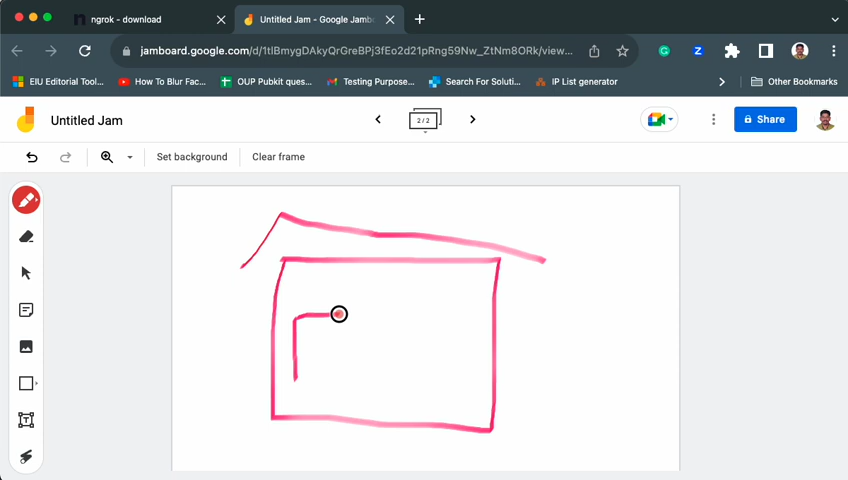 ngrok - download
Untitled Jam - Google Jamb
jamboard.google.com/d/1tIBmygDAkyQrGreBPj3fEo2d21pRng59Nw_ZtNm8ORk/view...
EIU Editorial Tool...
How To Blur Fac...
OUP Pubkit ques...
Testing Purpose...
Search For Soluti...
IP List generator
Other Bookmarks
Untitled Jam
2 / 2
Share
Set background
Clear frame